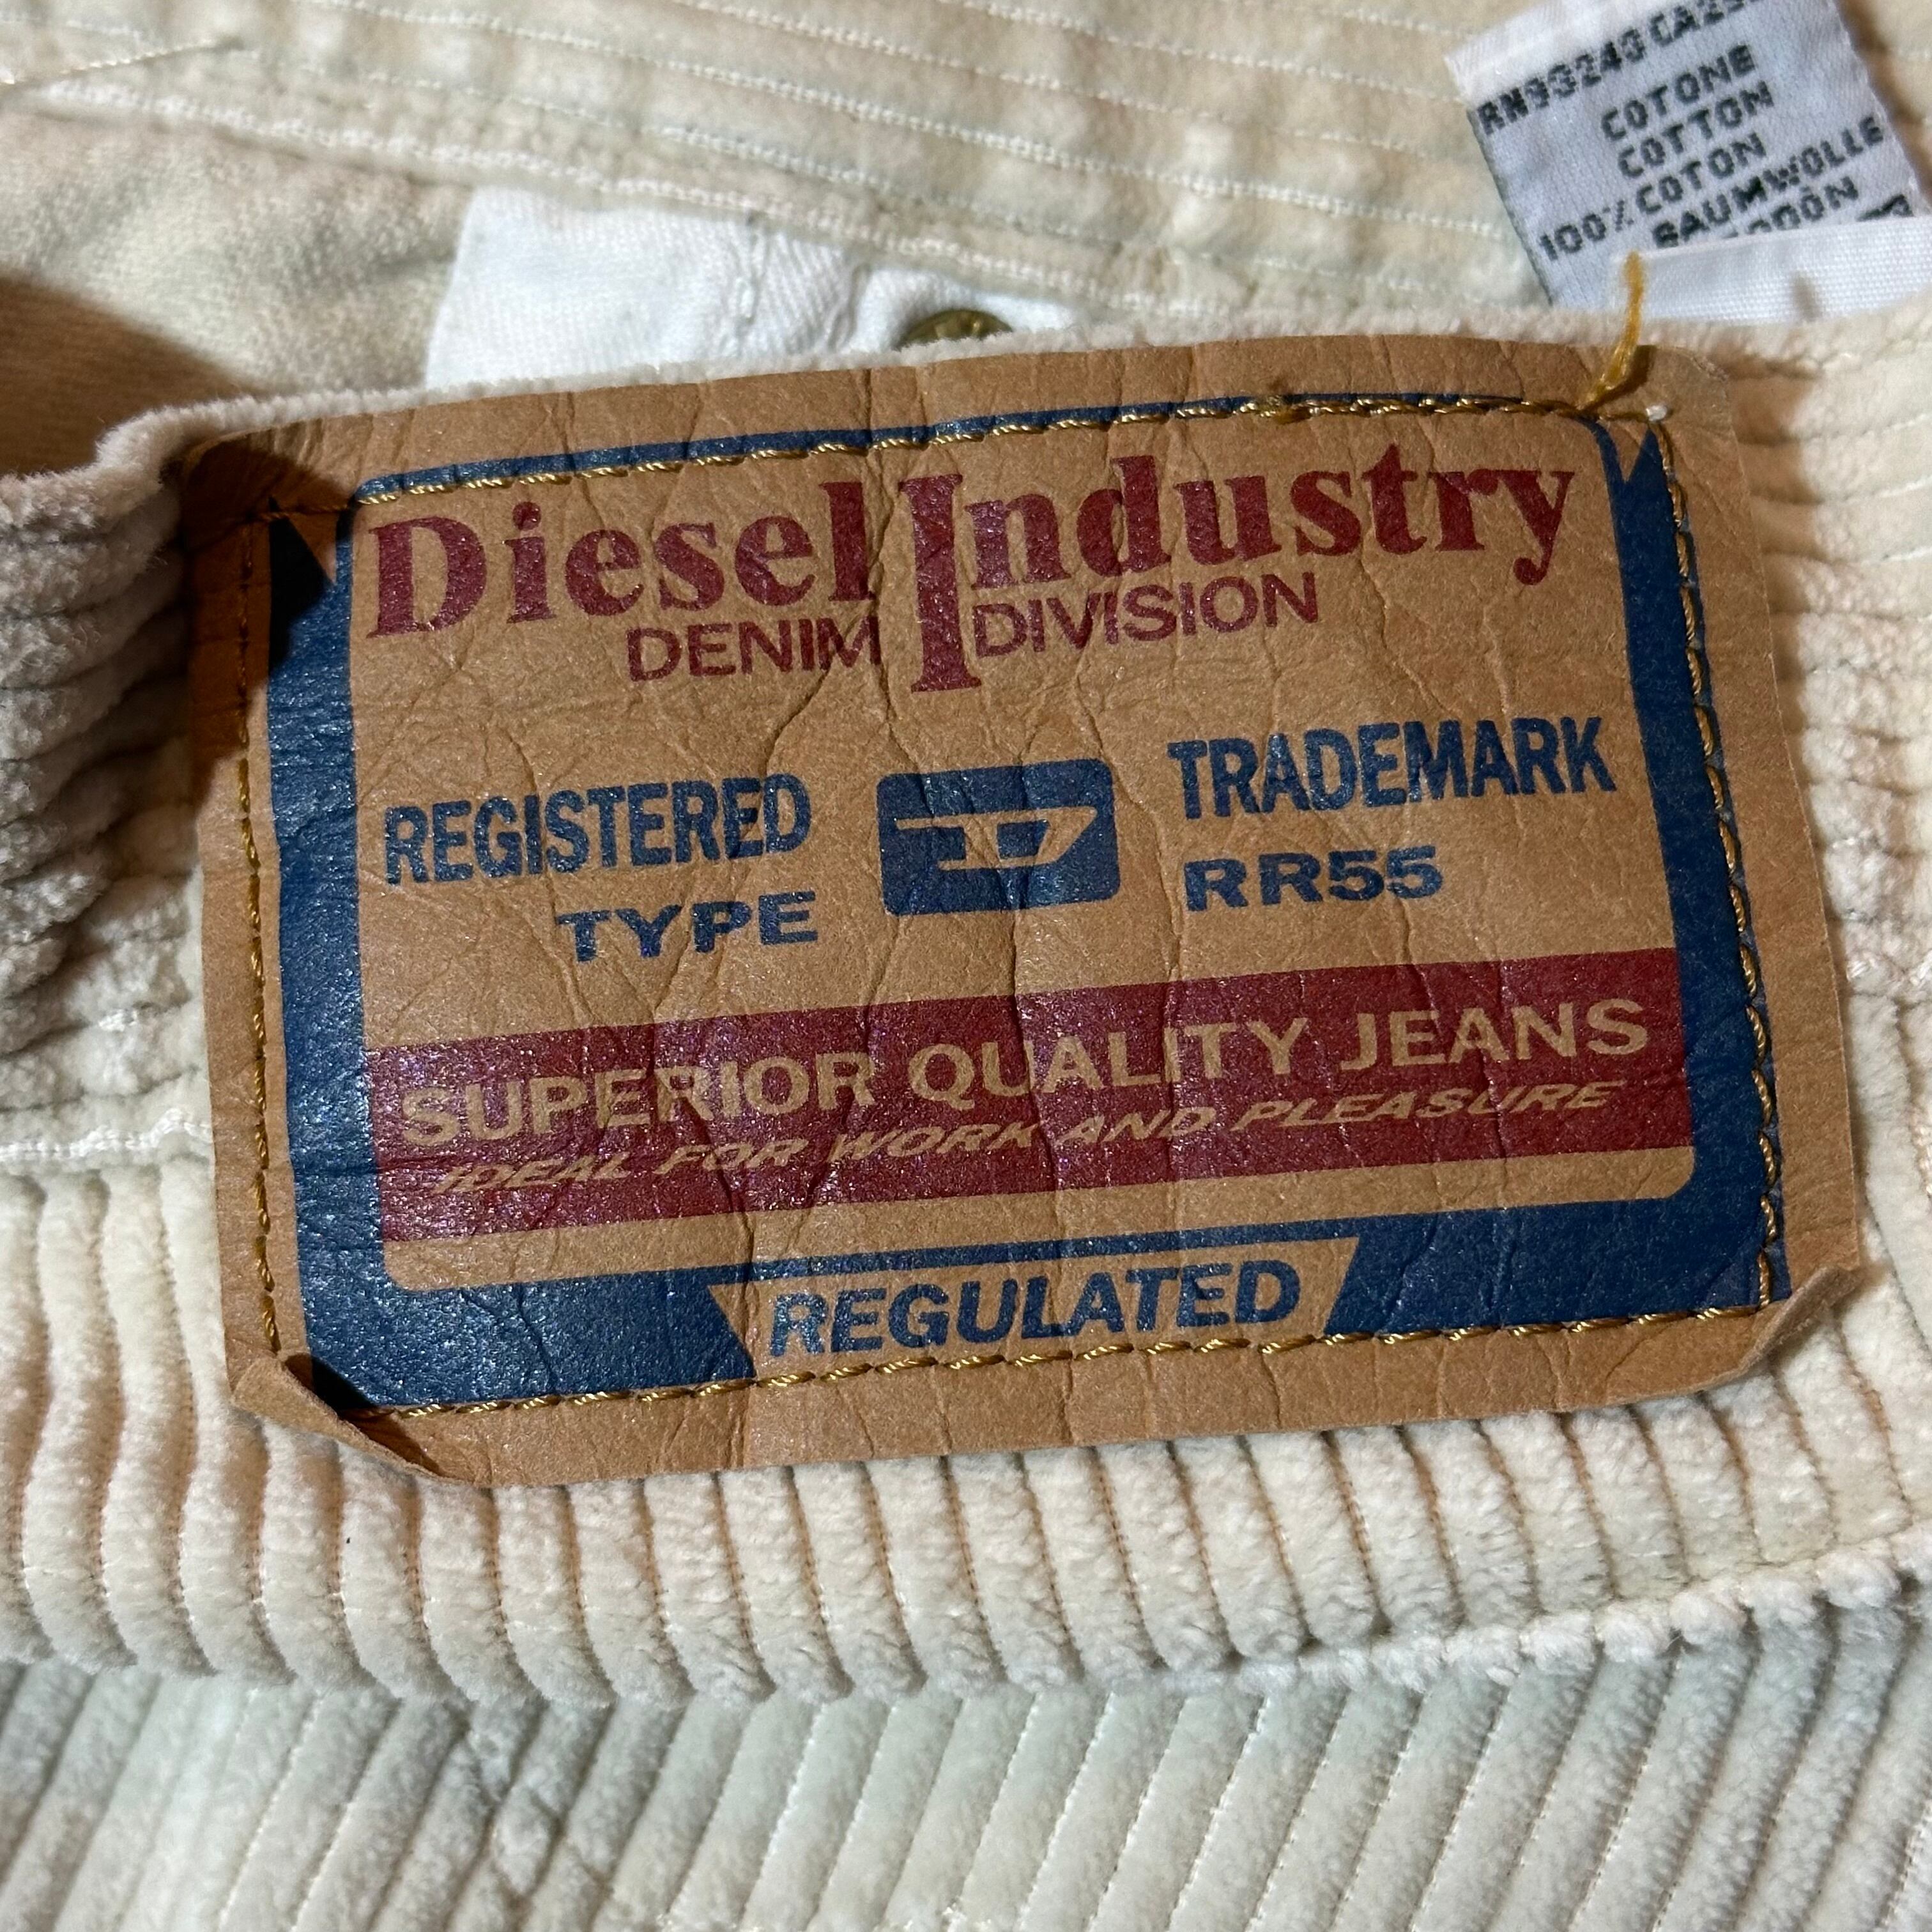 RN93243 CA25
COTONE
COTTON
100% COTON
BAUMWOLLE
Diesel Industry
DENIM DIVISION
REGISTERED TRADEMARK
TYPE RR55
SUPERIOR QUALITY JEANS
IDEAL FOR WORK AND PLEASURE
REGULATED